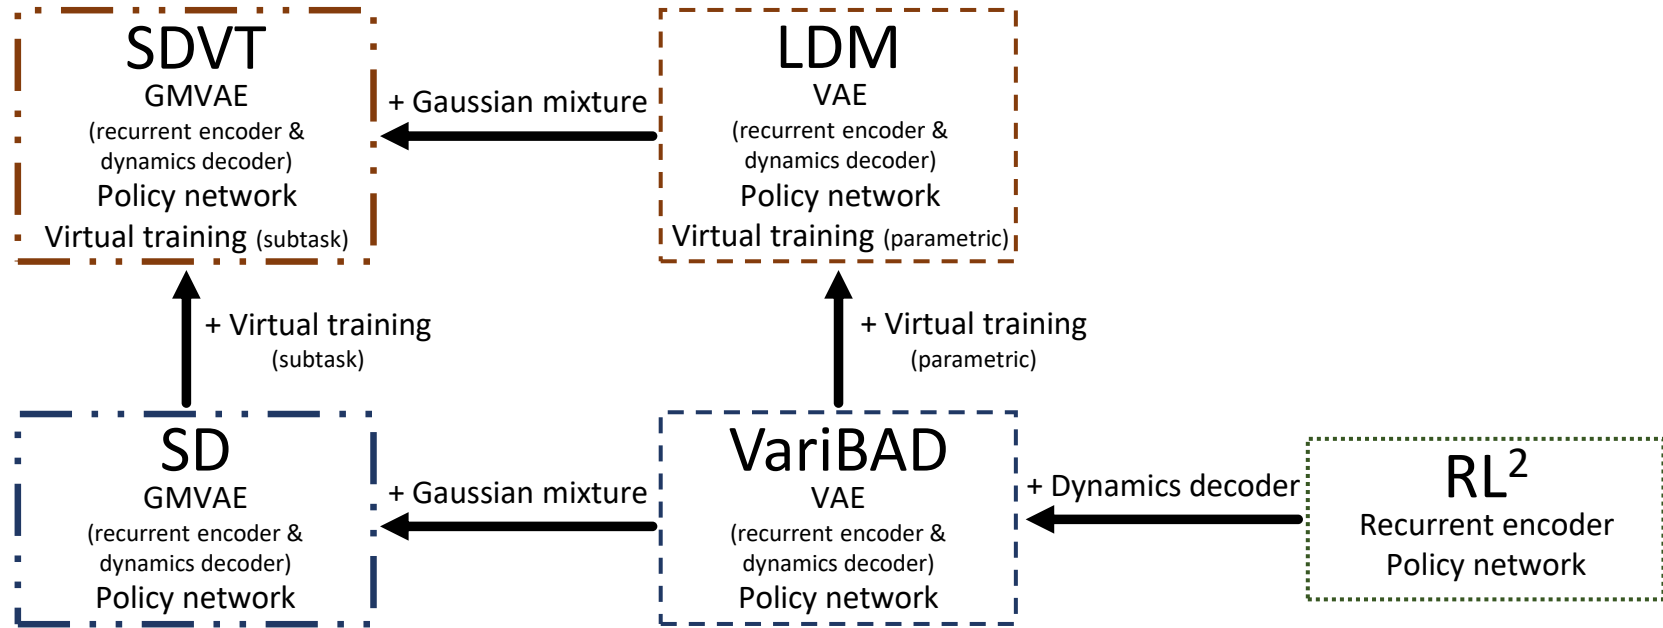 SDVT
GMVAE
(recurrent encoder &
dynamics decoder)
Policy network
Virtual training (subtask)
+ Gaussian mixture
LDM
VAE
(recurrent encoder &
dynamics decoder)
Policy network
Virtual training (parametric)
+ Virtual training
(subtask)
+ Virtual training
(parametric)
SD
GMVAE
(recurrent encoder &
dynamics decoder)
Policy network
+ Gaussian mixture
VariBAD
VAE
(recurrent encoder &
dynamics decoder)
Policy network
+ Dynamics decoder
RL²
Recurrent encoder
Policy network